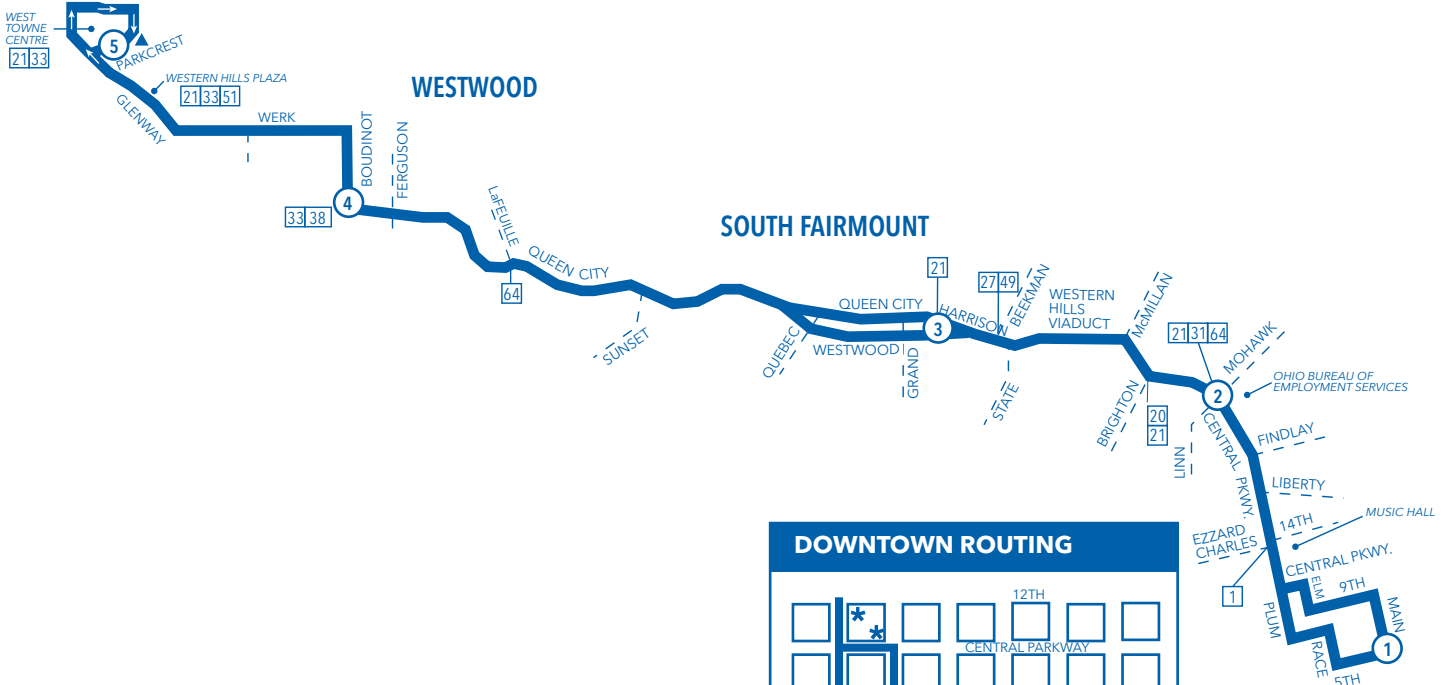 WEST
TOWNE
CENTRE
21 33
5
PARKCREST
WESTERN HILLS PLAZA
21 33 51
GLENWAY
WERK
WESTWOOD
BOUDINOT
FERGUSON
4
33 38
LaFEUILLE
64
QUEEN CITY
SUNSET
SOUTH FAIRMOUNT
21
27 49
QUEEN CITY
3
HARRISON
BEEKMAN
QUEBEC
WESTWOOD
GRAND
STATE
WESTERN
HILLS
VIADUCT
McMILLAN
21 31 64
MOHAWK
2
OHIO BUREAU OF
EMPLOYMENT SERVICES
BRIGHTON
20
21
LINN
CENTRAL PKWY.
FINDLAY
LIBERTY
MUSIC HALL
EZZARD
CHARLES
14TH
1
CENTRAL PKWY.
ELM
9TH
MAIN
PLUM
RACE
1
5TH
DOWNTOWN ROUTING
12TH
* *
CENTRAL PARKWAY